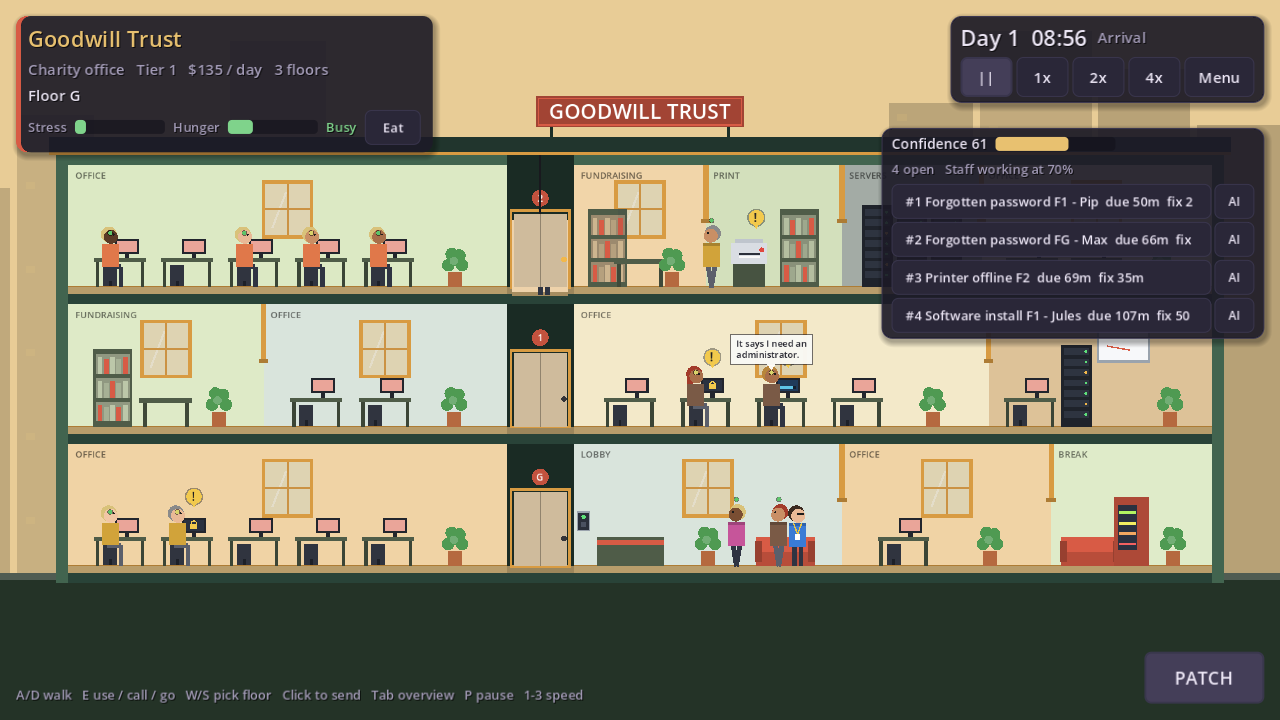 Goodwill Trust
Charity office Tier 1 $135 / day 3 floors
Floor G
Stress Hunger Busy Eat
Day 1 08:56 Arrival
|| 1x 2x 4x Menu
GOODWILL TRUST
Confidence 61
4 open Staff working at 70%
#1 Forgotten password F1 - Pip due 50m fix 2 AI
#2 Forgotten password FG - Max due 66m fix AI
#3 Printer offline F2 due 69m fix 35m AI
#4 Software install F1 - Jules due 107m fix 50 AI
OFFICE
FUNDRAISING
PRINT
SERVER
!
FUNDRAISING
OFFICE
1
OFFICE
!
It says I need an
administrator.
OFFICE
!
G
LOBBY
OFFICE
BREAK
A/D walk E use / call / go W/S pick floor Click to send Tab overview P pause 1-3 speed
PATCH